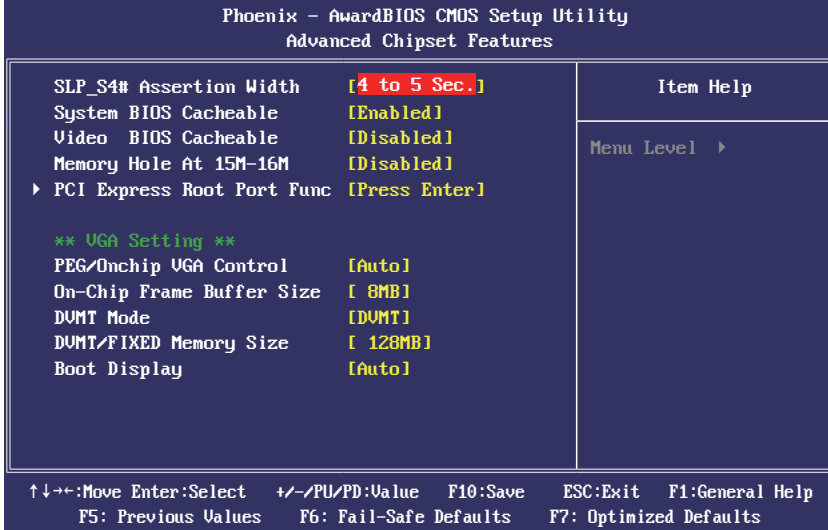 Phoenix - AwardBIOS CMOS Setup Utility
Advanced Chipset Features
SLP_S4# Assertion Width [4 to 5 Sec.]
System BIOS Cacheable [Enabled]
Video BIOS Cacheable [Disabled]
Memory Hole At 15M-16M [Disabled]
▸ PCI Express Root Port Func [Press Enter]
** VGA Setting **
PEG/Onchip VGA Control [Auto]
On-Chip Frame Buffer Size [ 8MB]
DVMT Mode [DVMT]
DVMT/FIXED Memory Size [ 128MB]
Boot Display [Auto]
Item Help
Menu Level ▸
↑↓→←:Move Enter:Select +/-/PU/PD:Value F10:Save ESC:Exit F1:General Help
F5: Previous Values F6: Fail-Safe Defaults F7: Optimized Defaults